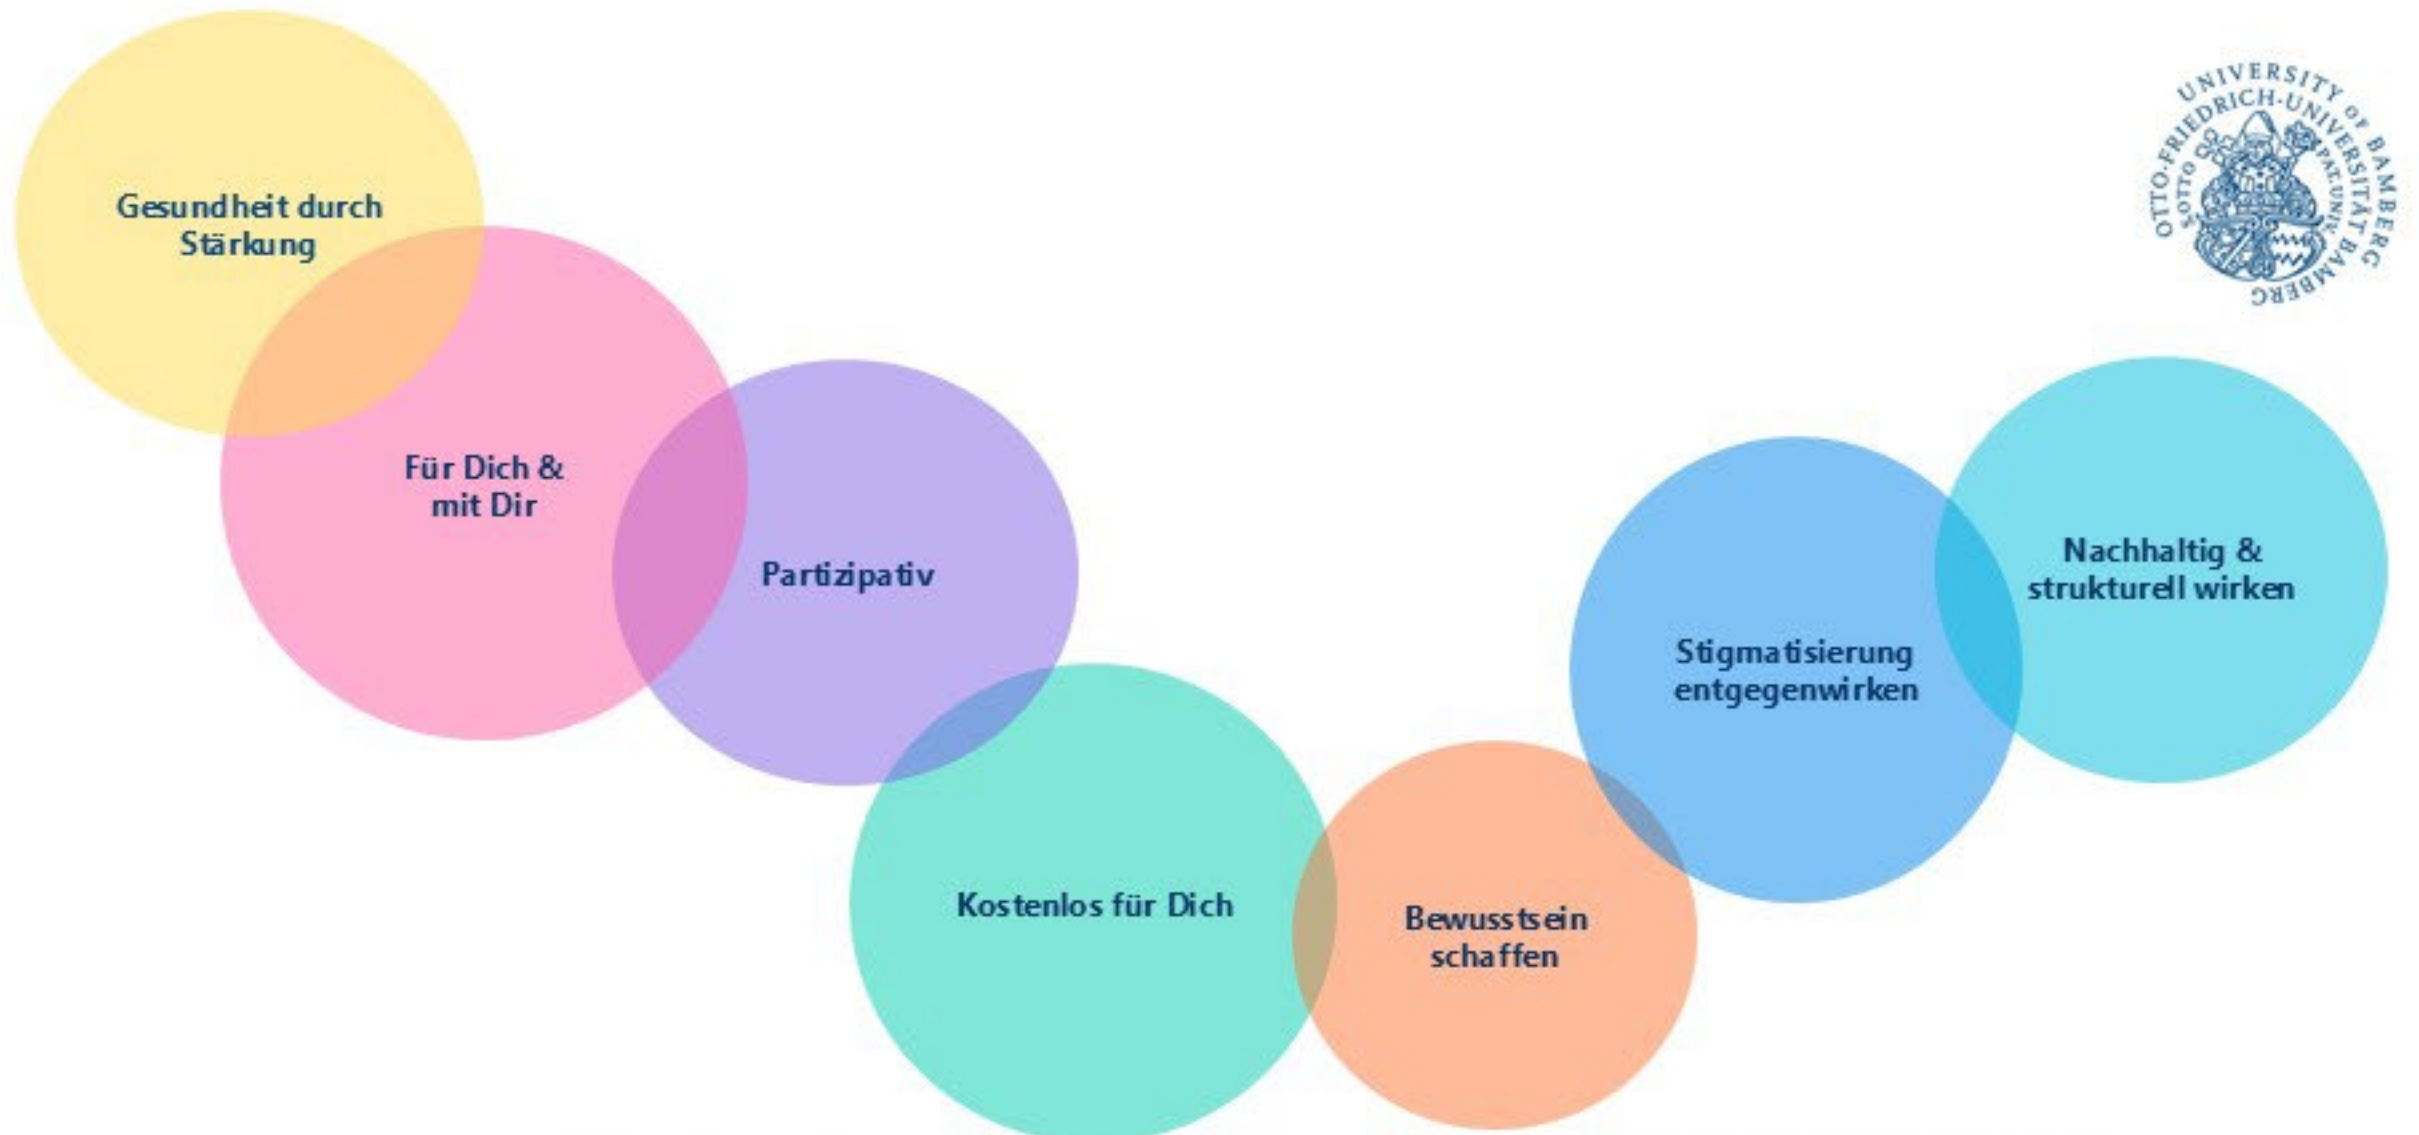 Gesundheit durch
Stärkung
Für Dich &
mit Dir
Partizipativ
Kostenlos für Dich
Bewusstsein
schaffen
Stigmatisierung
entgegenwirken
Nachhaltig &
strukturell wirken
UNIVERSITY OF BAMBERG
OTTO-FRIEDRICH-UNIVERSITÄT BAMBERG